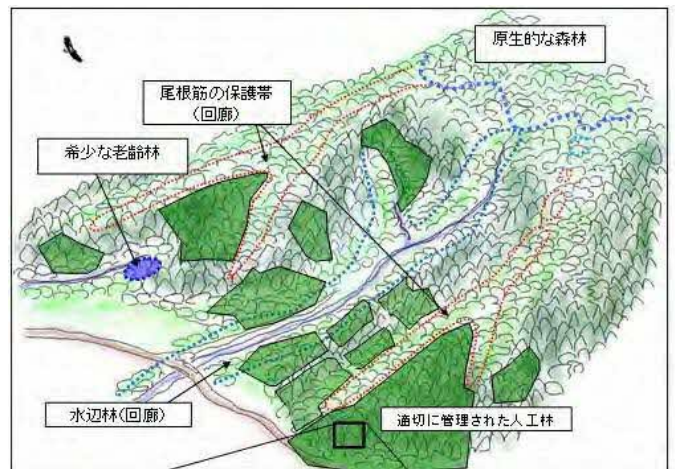 原生的な森林
尾根筋の保護帯
(回廊)
希少な老齢林
水辺林(回廊)
適切に管理された人工林